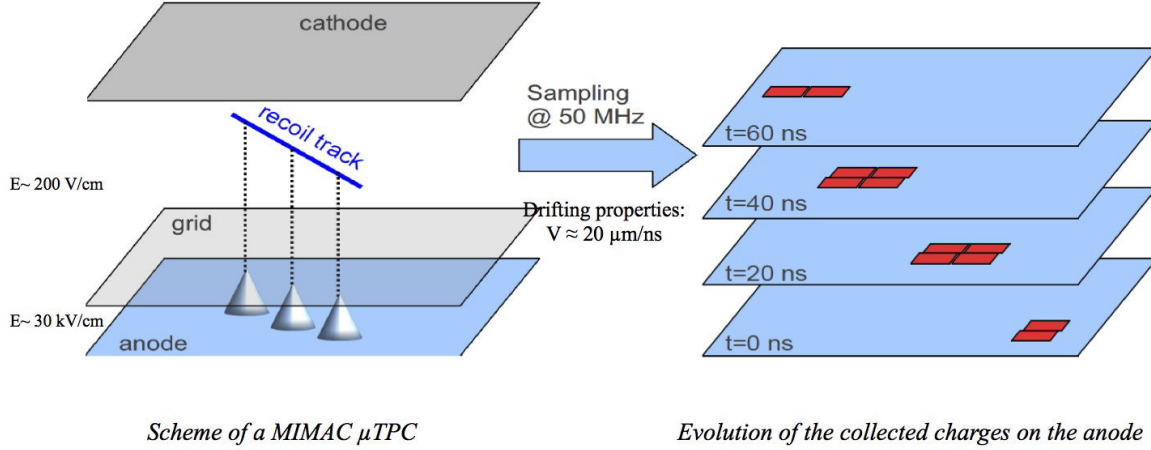 cathode
recoil track
E~ 200 V/cm
grid
E~ 30 kV/cm
anode
Sampling
@ 50 MHz
Drifting properties:
V ≈ 20 µm/ns
t=60 ns
t=40 ns
t=20 ns
t=0 ns
Scheme of a MIMAC µTPC
Evolution of the collected charges on the anode